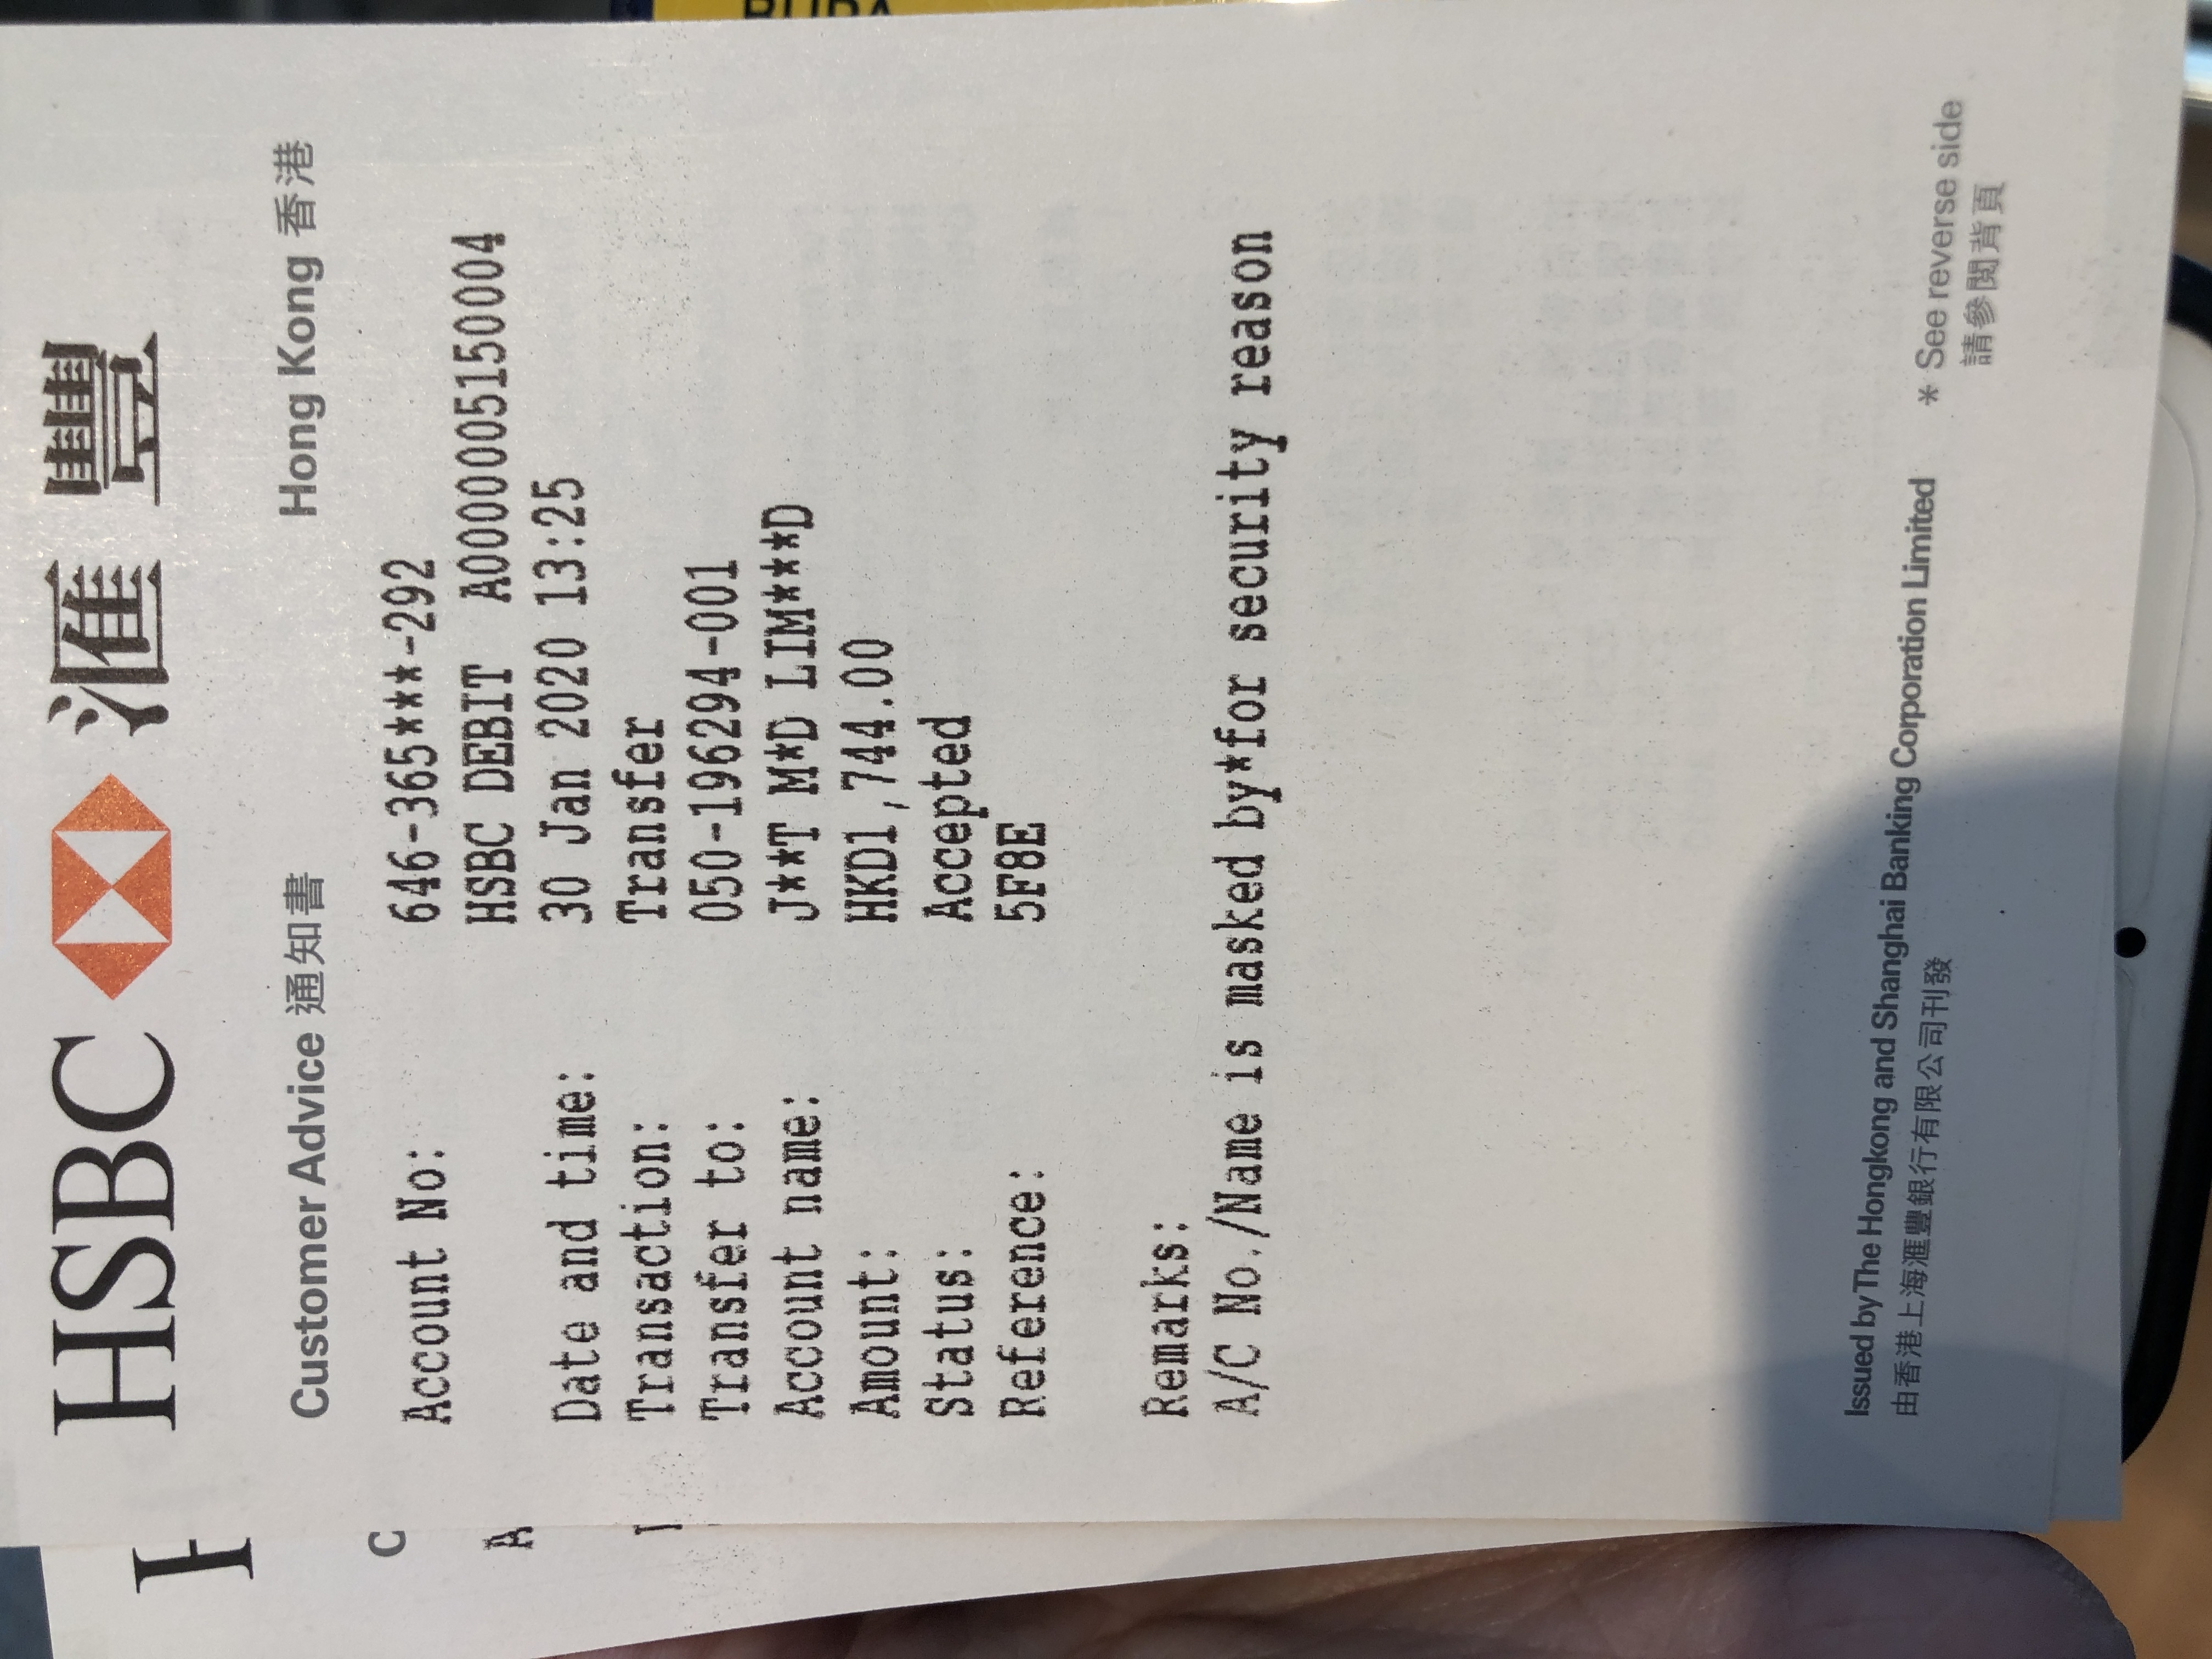 BUPA
HSBC 滙豐
Customer Advice 通知書 Hong Kong 香港
Account No: 646-365***-292
HSBC DEBIT A0000005150004
Date and time: 30 Jan 2020 13:25
Transaction: Transfer
Transfer to: 050-196294-001
Account name: J**T M*D LIM***D
Amount: HKD1,744.00
Status: Accepted
Reference: 5F8E
Remarks:
A/C No./Name is masked by*for security reason
Issued by The Hongkong and Shanghai Banking Corporation Limited * See reverse side
由香港上海滙豐銀行有限公司刊發 請參閱背頁
H
C
A